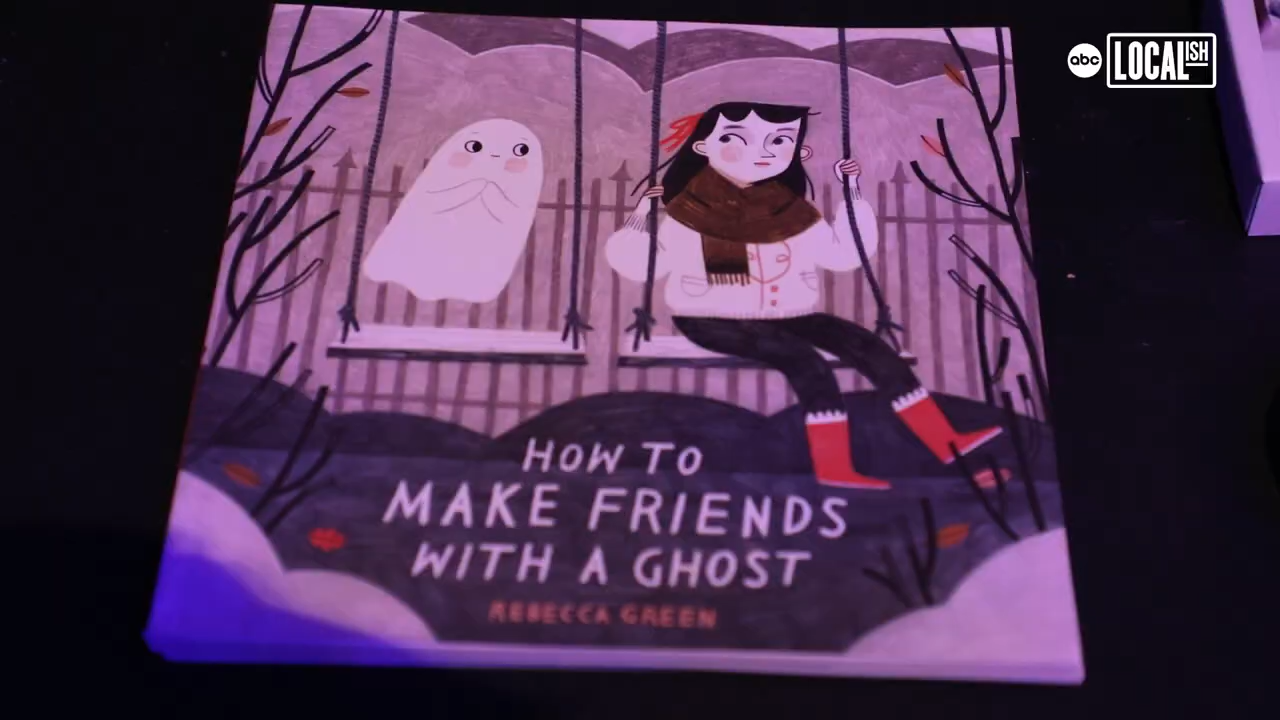 abc LOCALISH
HOW TO
MAKE FRIENDS
WITH A GHOST
REBECCA GREEN